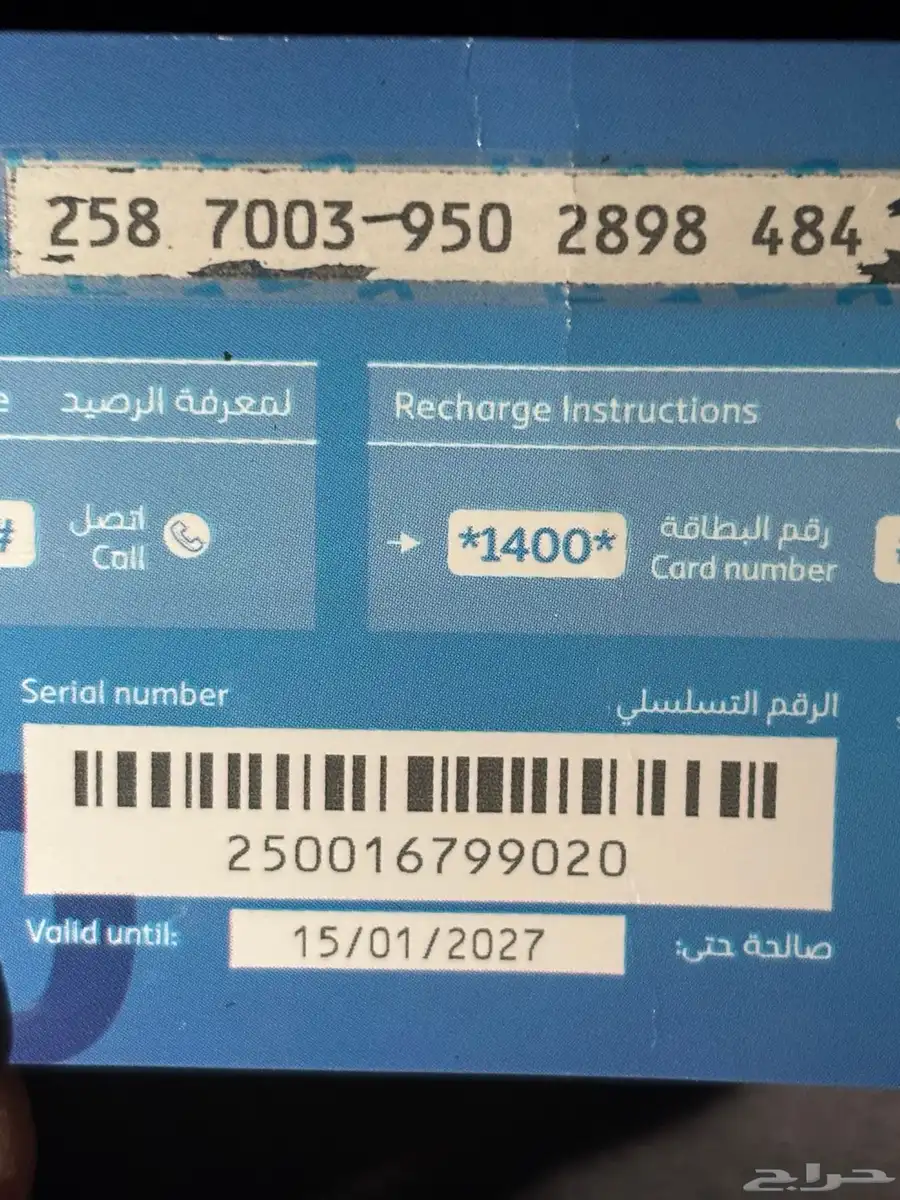 258 7003 950 2898 484
لمعرفة الرصيد
Recharge Instructions
اتصل
Call
#
*1400*
رقم البطاقة
Card number
Serial number
الرقم التسلسلي
250016799020
Valid until:
15/01/2027
صالحة حتى:
حراج